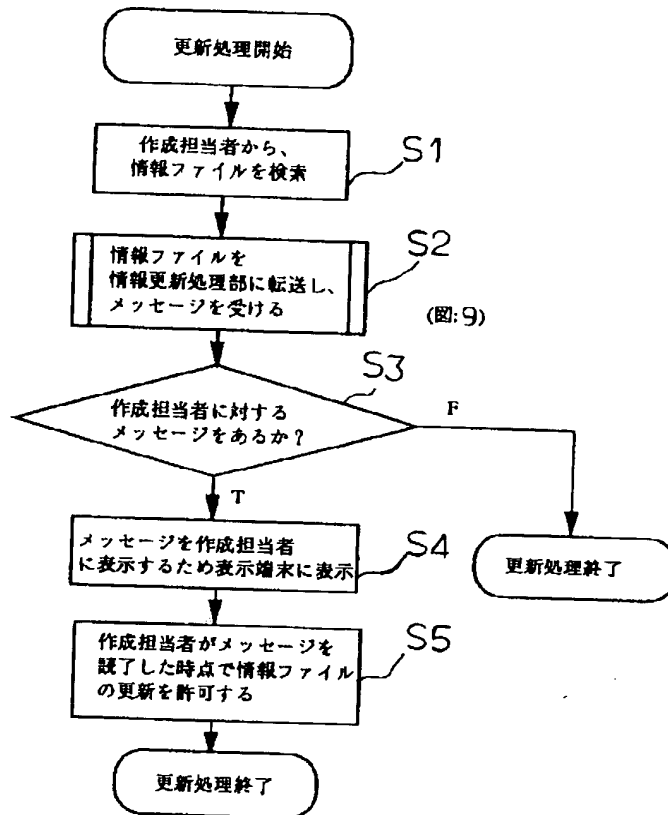 更新処理開始
作成担当者から、
情報ファイルを検索
S1
情報ファイルを
情報更新処理部に転送し、
メッセージを受ける
S2
(図:9)
S3
作成担当者に対する
メッセージをあるか?
F
T
メッセージを作成担当者
に表示するため表示端末に表示
S4
更新処理終了
作成担当者がメッセージを
読了した時点で情報ファイル
の更新を許可する
S5
更新処理終了